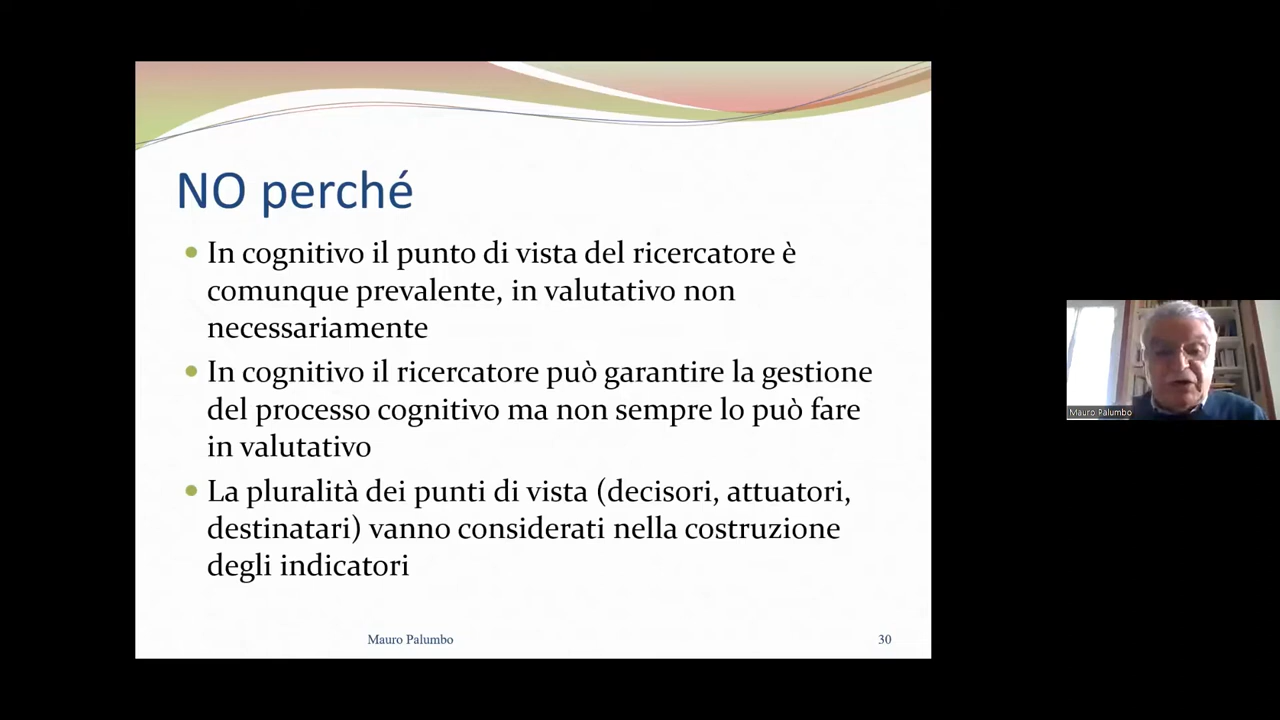 NO perché
In cognitivo il punto di vista del ricercatore è
comunque prevalente, in valutativo non
necessariamente
In cognitivo il ricercatore può garantire la gestione
del processo cognitivo ma non sempre lo può fare
in valutativo
La pluralità dei punti di vista (decisori, attuatori,
destinatari) vanno considerati nella costruzione
degli indicatori
Mauro Palumbo
30
Mauro Palumbo